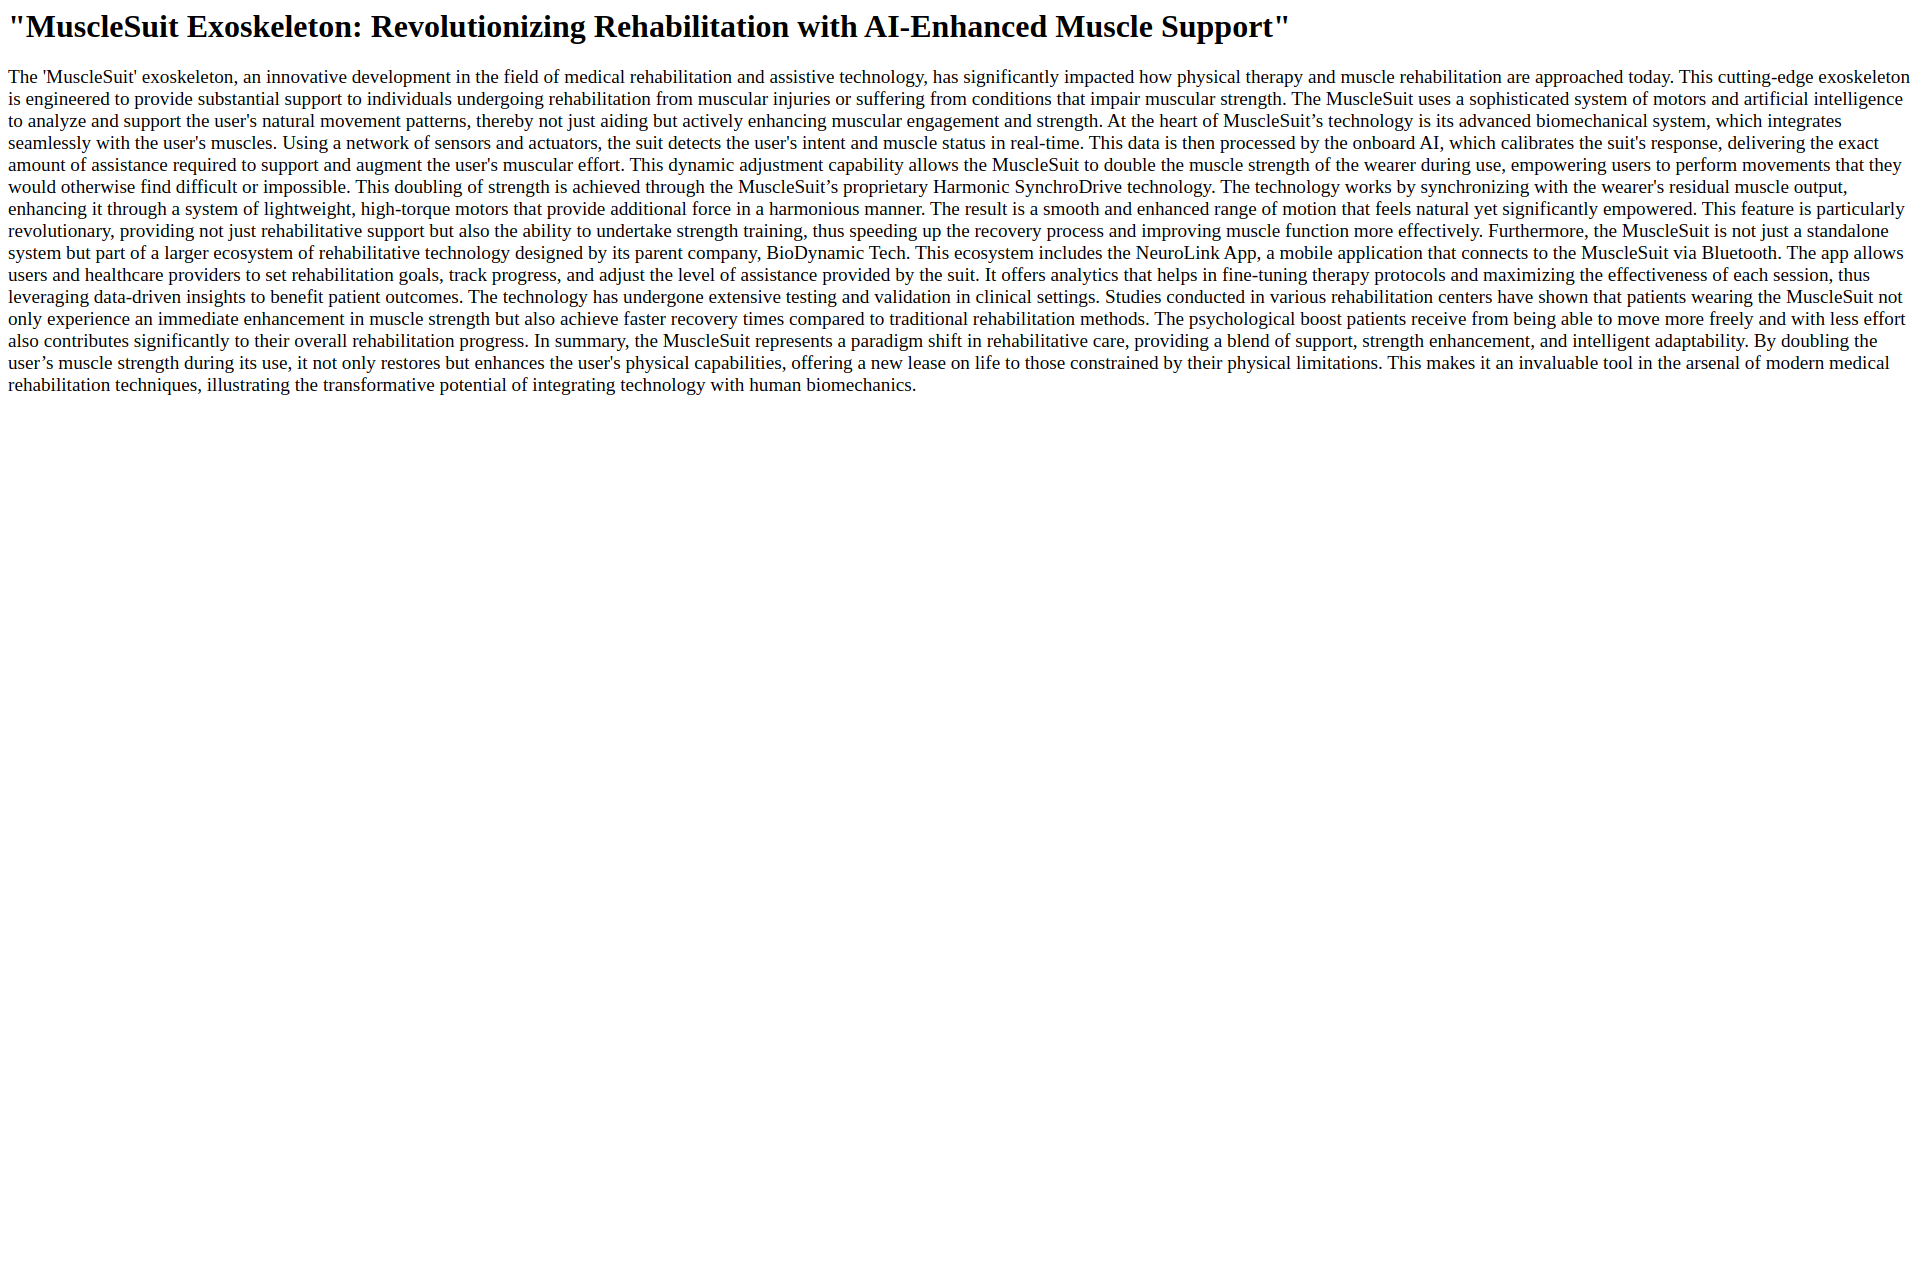 "MuscleSuit Exoskeleton: Revolutionizing Rehabilitation with AI-Enhanced Muscle Support"
The 'MuscleSuit' exoskeleton, an innovative development in the field of medical rehabilitation and assistive technology, has significantly impacted how physical therapy and muscle rehabilitation are approached today. This cutting-edge exoskeleton
is engineered to provide substantial support to individuals undergoing rehabilitation from muscular injuries or suffering from conditions that impair muscular strength. The MuscleSuit uses a sophisticated system of motors and artificial intelligence
to analyze and support the user's natural movement patterns, thereby not just aiding but actively enhancing muscular engagement and strength. At the heart of MuscleSuit’s technology is its advanced biomechanical system, which integrates
seamlessly with the user's muscles. Using a network of sensors and actuators, the suit detects the user's intent and muscle status in real-time. This data is then processed by the onboard AI, which calibrates the suit's response, delivering the exact
amount of assistance required to support and augment the user's muscular effort. This dynamic adjustment capability allows the MuscleSuit to double the muscle strength of the wearer during use, empowering users to perform movements that they
would otherwise find difficult or impossible. This doubling of strength is achieved through the MuscleSuit’s proprietary Harmonic SynchroDrive technology. The technology works by synchronizing with the wearer's residual muscle output,
enhancing it through a system of lightweight, high-torque motors that provide additional force in a harmonious manner. The result is a smooth and enhanced range of motion that feels natural yet significantly empowered. This feature is particularly
revolutionary, providing not just rehabilitative support but also the ability to undertake strength training, thus speeding up the recovery process and improving muscle function more effectively. Furthermore, the MuscleSuit is not just a standalone
system but part of a larger ecosystem of rehabilitative technology designed by its parent company, BioDynamic Tech. This ecosystem includes the NeuroLink App, a mobile application that connects to the MuscleSuit via Bluetooth. The app allows
users and healthcare providers to set rehabilitation goals, track progress, and adjust the level of assistance provided by the suit. It offers analytics that helps in fine-tuning therapy protocols and maximizing the effectiveness of each session, thus
leveraging data-driven insights to benefit patient outcomes. The technology has undergone extensive testing and validation in clinical settings. Studies conducted in various rehabilitation centers have shown that patients wearing the MuscleSuit not
only experience an immediate enhancement in muscle strength but also achieve faster recovery times compared to traditional rehabilitation methods. The psychological boost patients receive from being able to move more freely and with less effort
also contributes significantly to their overall rehabilitation progress. In summary, the MuscleSuit represents a paradigm shift in rehabilitative care, providing a blend of support, strength enhancement, and intelligent adaptability. By doubling the
user’s muscle strength during its use, it not only restores but enhances the user's physical capabilities, offering a new lease on life to those constrained by their physical limitations. This makes it an invaluable tool in the arsenal of modern medical
rehabilitation techniques, illustrating the transformative potential of integrating technology with human biomechanics.